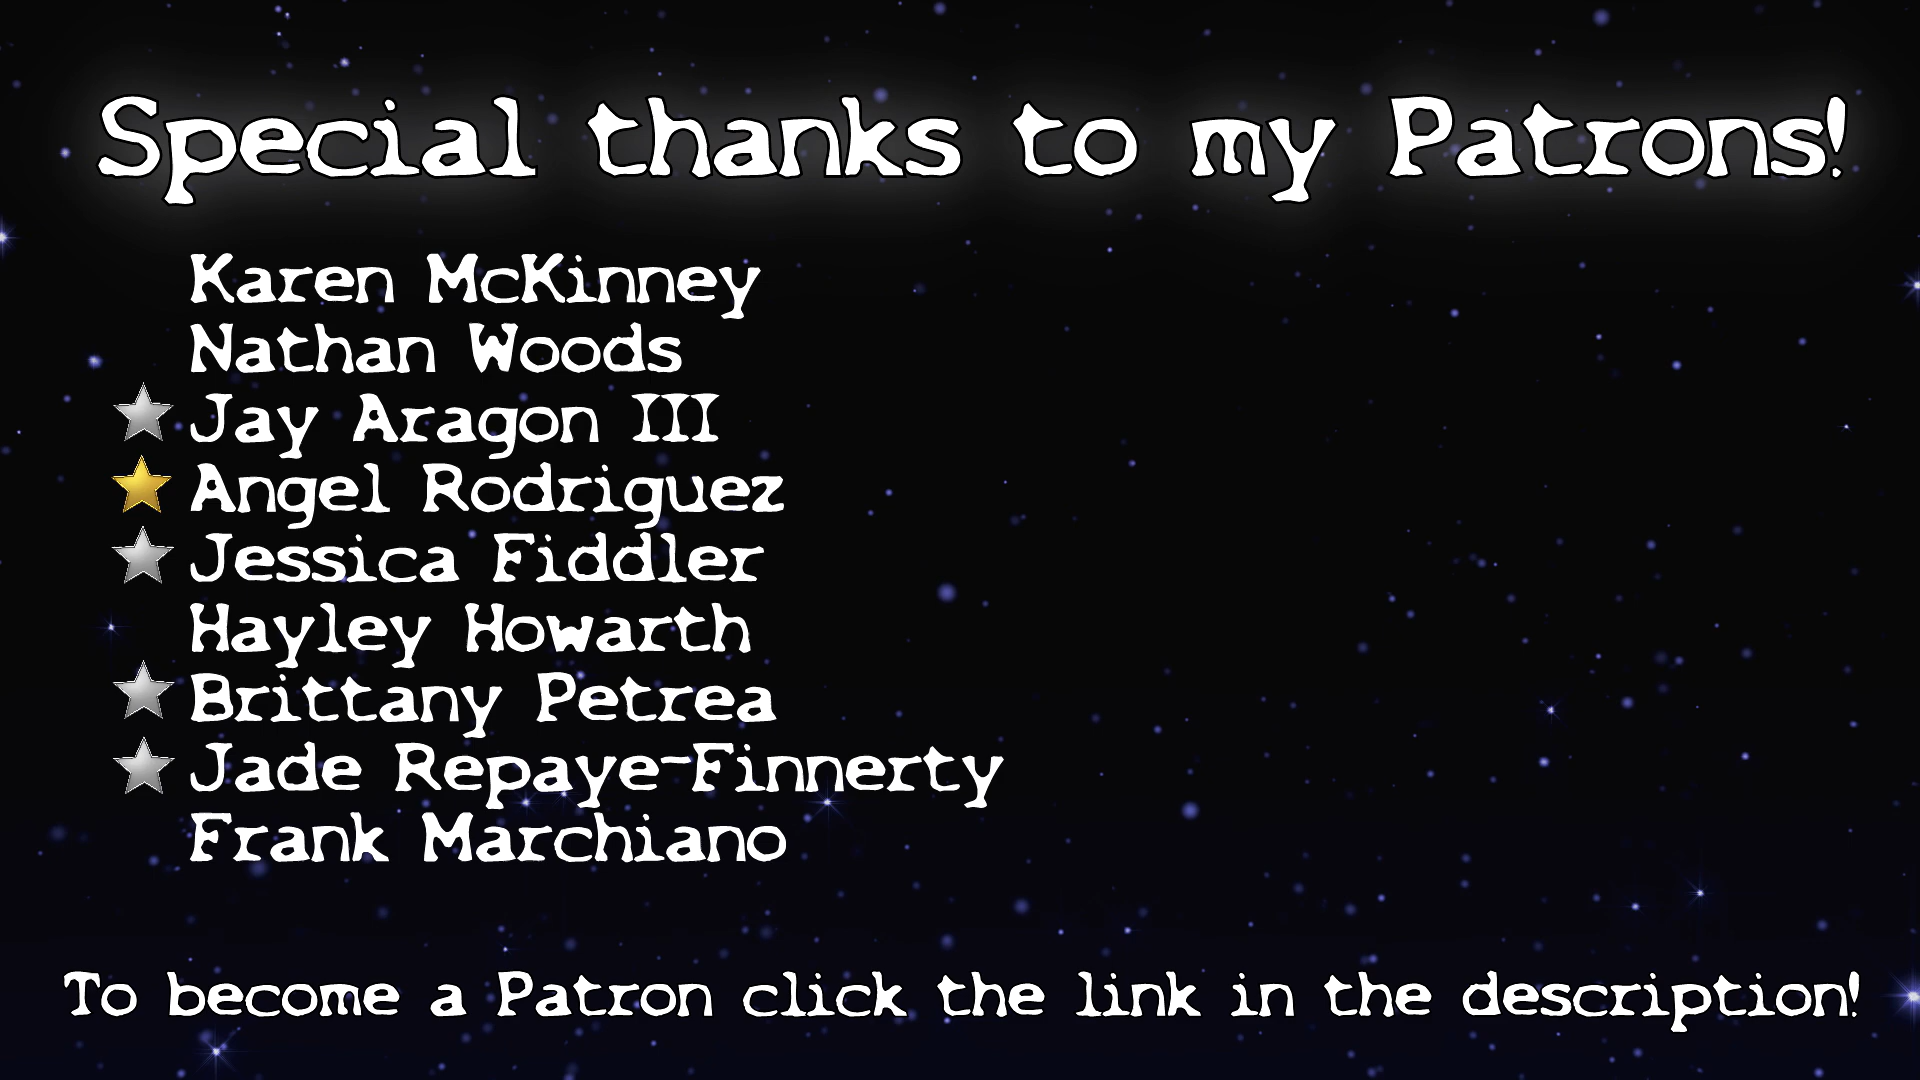 Special thanks to my Patrons!
Karen McKinney
Nathan Woods
Jay Aragon III
Angel Rodriguez
Jessica Fiddler
Hayley Howarth
Brittany Petrea
Jade Repaye-Finnerty
Frank Marchiano
To become a Patron click the link in the description!